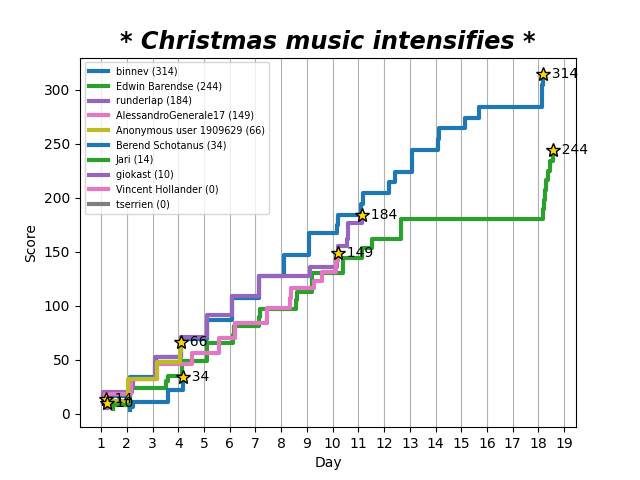 * Christmas music intensifies *
binnev (314)
Edwin Barendse (244)
runderlap (184)
AlessandroGenerale17 (149)
Anonymous user 1909629 (66)
Berend Schotanus (34)
Jari (14)
giokast (10)
Vincent Hollander (0)
tserrien (0)
314
244
184
149
66
34
14
10
Score
300
250
200
150
100
50
0
1 2 3 4 5 6 7 8 9 10 11 12 13 14 15 16 17 18 19
Day